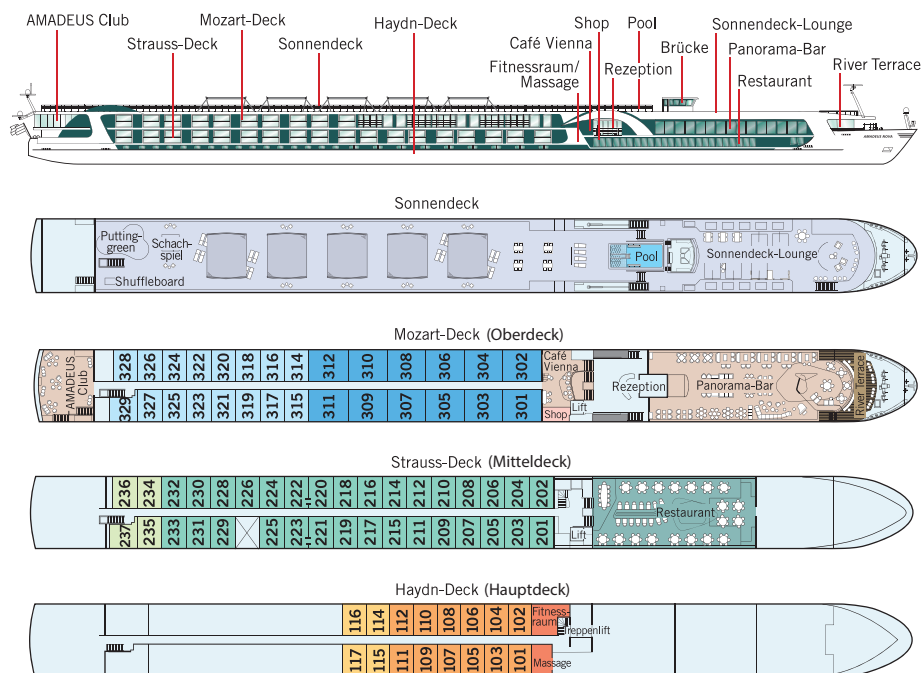 AMADEUS Club
Mozart-Deck
Haydn-Deck
Shop
Pool
Sonnendeck-Lounge
Strauss-Deck
Sonnendeck
Café Vienna
Brücke
Panorama-Bar
Fitnessraum/
Massage
Rezeption
Restaurant
River Terrace
AMADEUS NOVA
Sonnendeck
Putting-
green
Schach-
spiel
Shuffleboard
Pool
Sonnendeck-Lounge
Mozart-Deck (Oberdeck)
AMADEUS
Club
328 326 324 322 320 318 316 314 312 310 308 306 304 302
329 327 325 323 321 319 317 315 311 309 307 305 303 301
Café
Vienna
Shop
Lift
Rezeption
Panorama-Bar
River Terrace
Strauss-Deck (Mitteldeck)
236 234 232 230 228 226 224 222 220 218 216 214 212 210 208 206 204 202
237 235 233 231 229 225 223 221 219 217 215 211 209 207 205 203 201
Lift
Restaurant
Haydn-Deck (Hauptdeck)
116 114 112 110 108 106 104 102
117 115 111 109 107 105 103 101
Fitness-
raum
Treppenlift
Massage